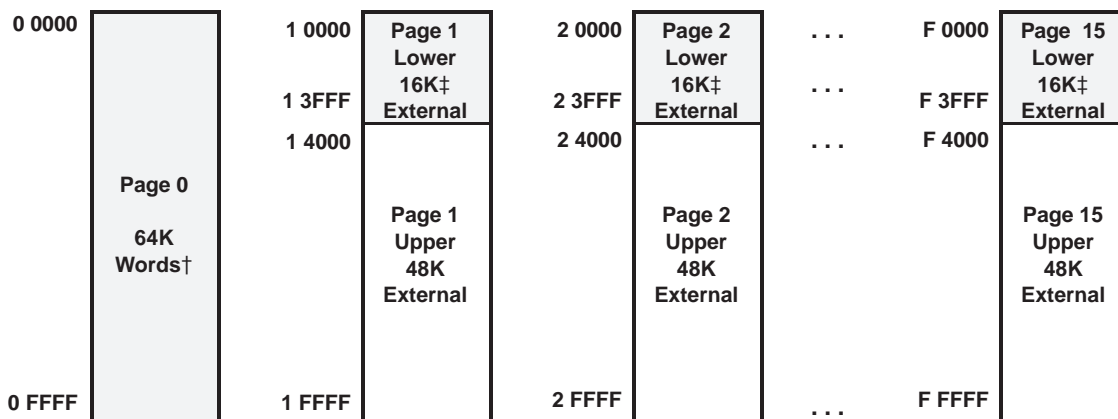 0 0000
Page 0
64K
Words†
0 FFFF
1 0000
1 3FFF
1 4000
1 FFFF
Page 1
Lower
16K‡
External
Page 1
Upper
48K
External
2 0000
2 3FFF
2 4000
2 FFFF
Page 2
Lower
16K‡
External
Page 2
Upper
48K
External
. . .
. . .
. . .
. . .
F 0000
F 3FFF
F 4000
F FFFF
Page 15
Lower
16K‡
External
Page 15
Upper
48K
External